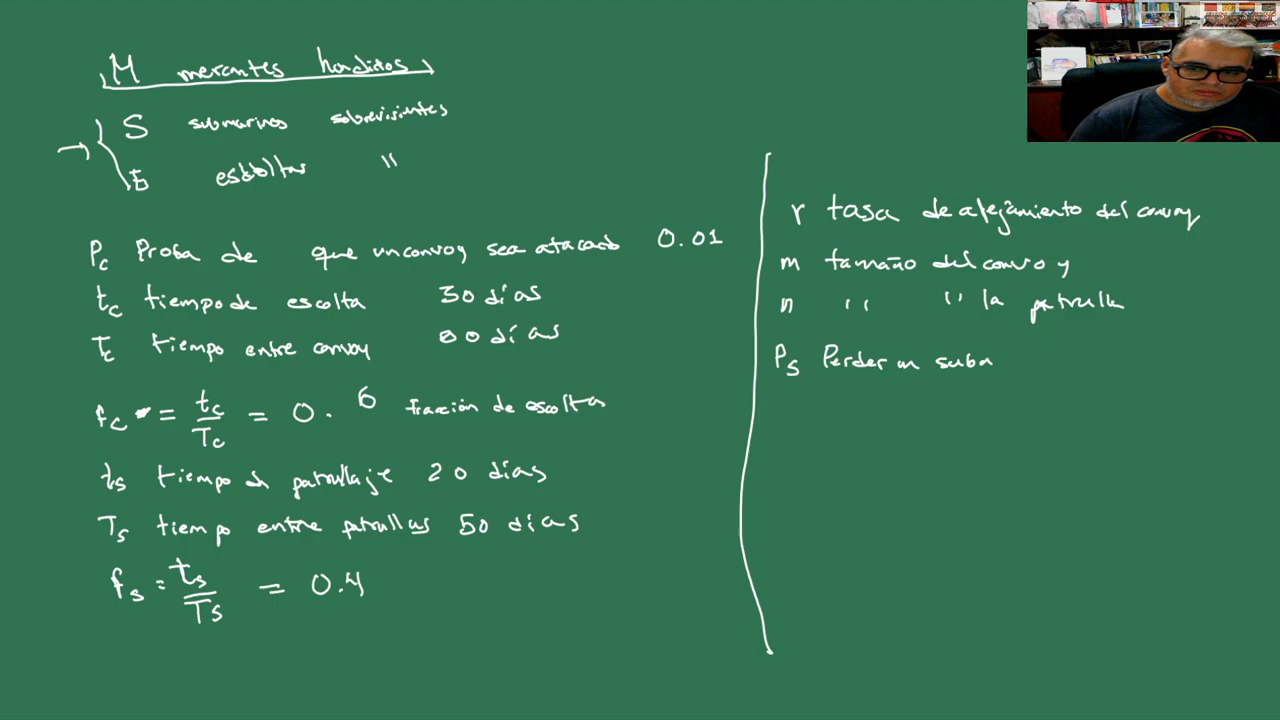 M mercantes hundidos
S submarinos sobrevisientes
E escoltas "
Pc Proba de que un convoy sea atacado 0.01
tc tiempo de escolta 30 días
Tc tiempo entre convoy 00 días
fc = tc/Tc = 0.6 fracción de escolta
ts tiempo de patrullaje 20 días
Ts tiempo entre patrullas 50 días
fs = ts/Ts = 0.4
r tasa de alejamiento del convoy
m tamaño del convoy
n " " la patrulla
Ps Perder un subm